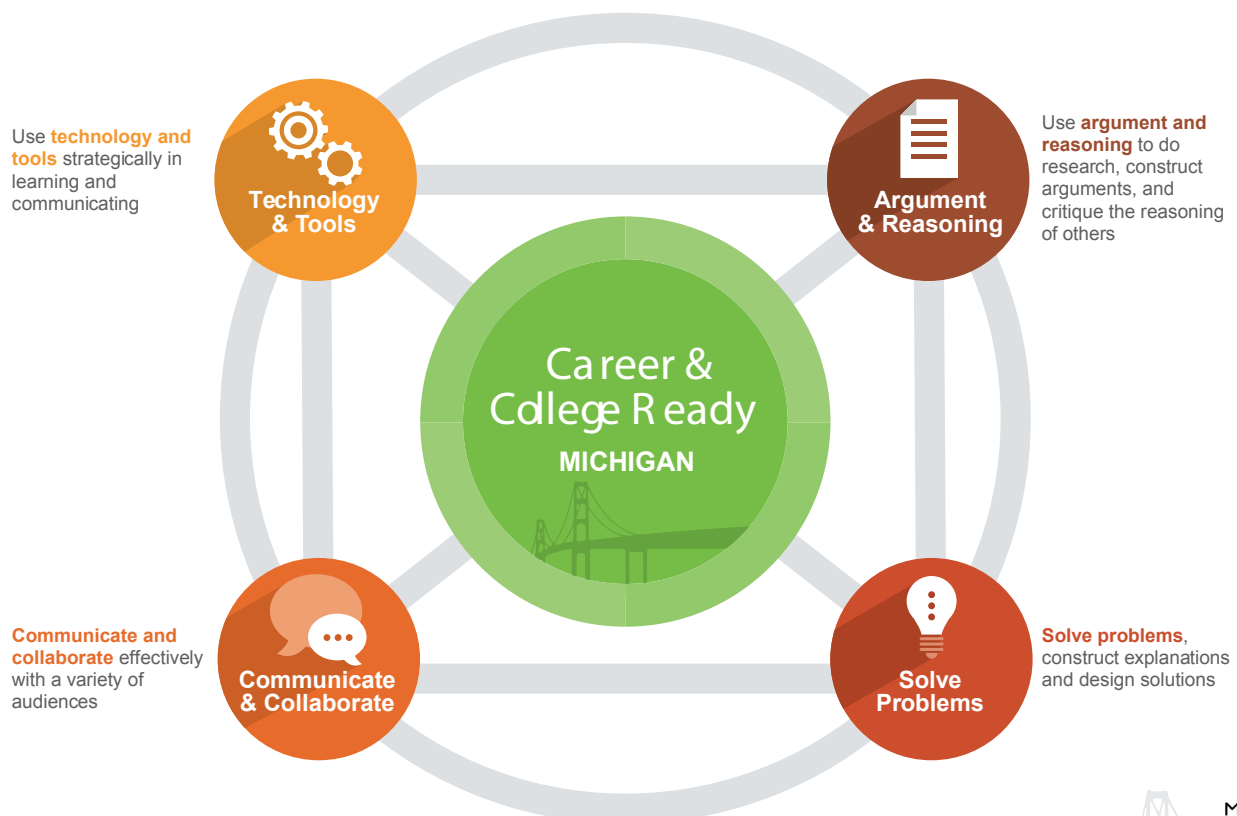 Use technology and
tools strategically in
learning and
communicating
Technology
& Tools
Argument
& Reasoning
Use argument and
reasoning to do
research, construct
arguments, and
critique the reasoning
of others
Career &
College Ready
MICHIGAN
Communicate and
collaborate effectively
with a variety of
audiences
Communicate
& Collaborate
Solve
Problems
Solve problems,
construct explanations
and design solutions